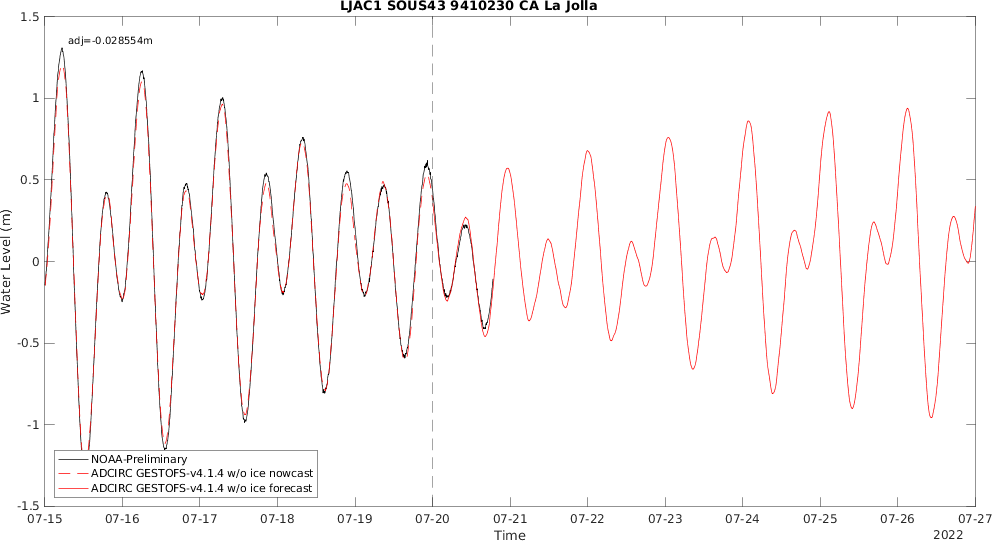 LJAC1 SOUS43 9410230 CA La Jolla
adj=-0.028554m
Water Level (m)
1.5
1
0.5
0
-0.5
-1
-1.5
NOAA-Preliminary
ADCIRC GESTOFS-v4.1.4 w/o ice nowcast
ADCIRC GESTOFS-v4.1.4 w/o ice forecast
07-15 07-16 07-17 07-18 07-19 07-20 07-21 07-22 07-23 07-24 07-25 07-26 07-27
Time
2022